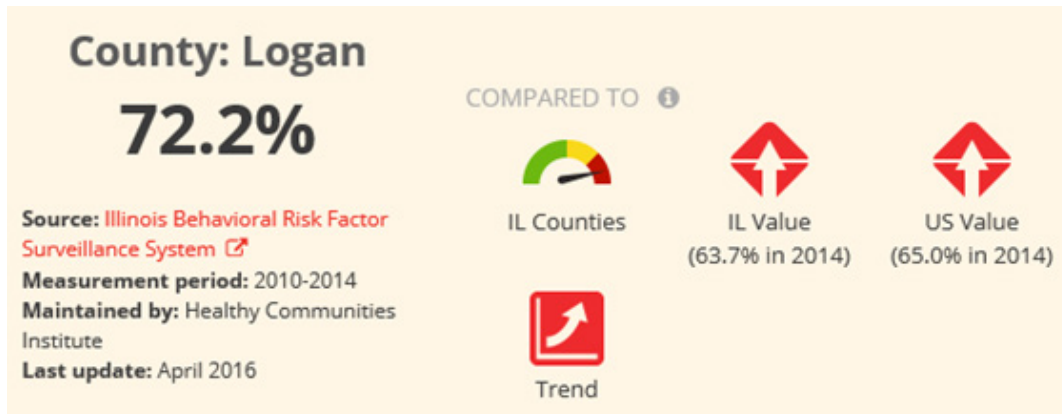 County: Logan
72.2%
Source: Illinois Behavioral Risk Factor
Surveillance System
Measurement period: 2010-2014
Maintained by: Healthy Communities
Institute
Last update: April 2016
COMPARED TO
IL Counties
IL Value
(63.7% in 2014)
US Value
(65.0% in 2014)
Trend